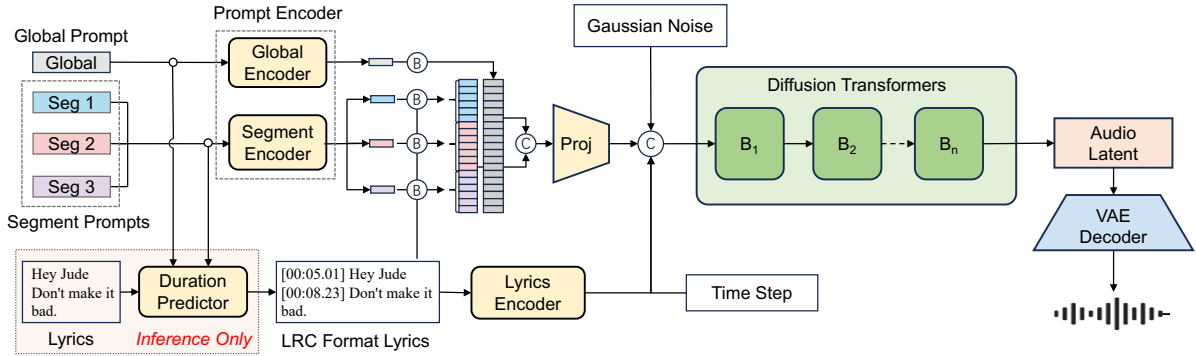 Prompt Encoder
Global Prompt
Global
Global
Encoder
B
Gaussian Noise
Seg 1
Seg 2
Seg 3
Segment Prompts
Segment
Encoder
B
B
B
C
Proj
C
Diffusion Transformers
B1
B2
Bn
Audio
Latent
VAE
Decoder
Hey Jude
Don't make it
bad.
Lyrics
Duration
Predictor
Inference Only
[00:05.01] Hey Jude
[00:08.23] Don't make it
bad.
LRC Format Lyrics
Lyrics
Encoder
Time Step